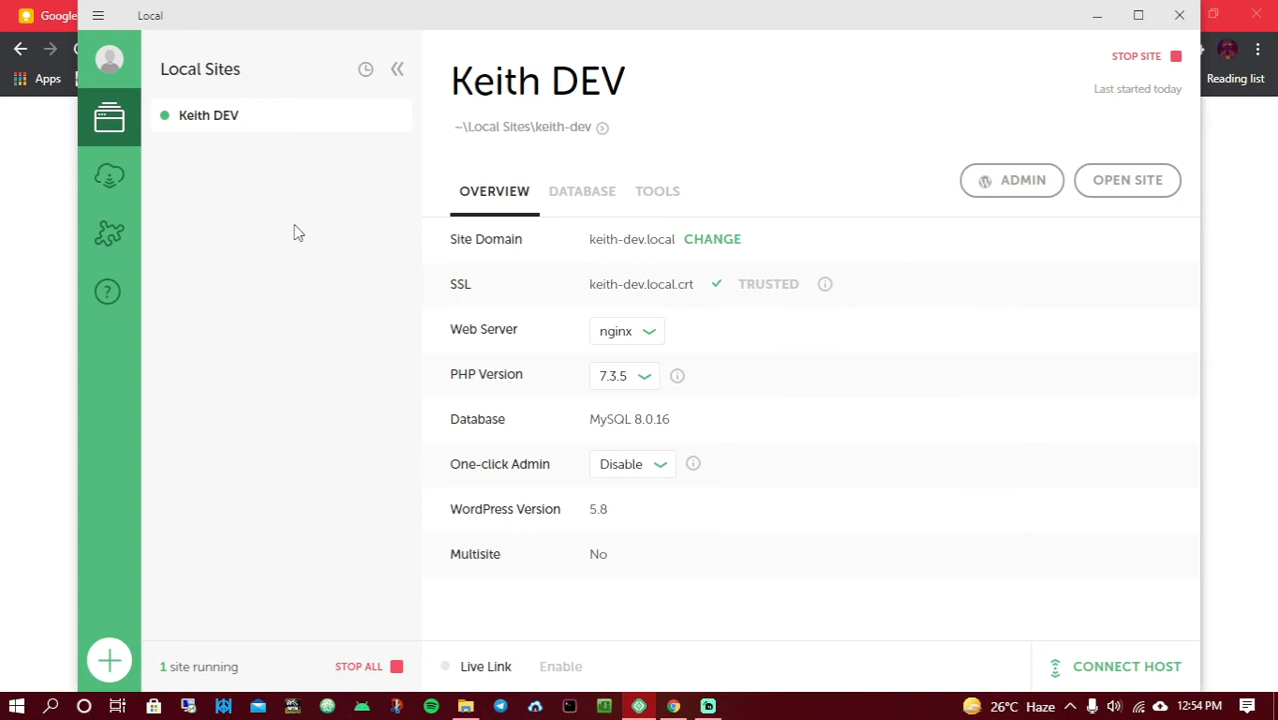 Google
Local
Apps
Reading list
Local Sites
Keith DEV
1 site running
STOP ALL
Keith DEV
STOP SITE
Last started today
~\Local Sites\keith-dev
OVERVIEW
DATABASE
TOOLS
ADMIN
OPEN SITE
Site Domain
keith-dev.local CHANGE
SSL
keith-dev.local.crt
TRUSTED
Web Server
nginx
PHP Version
7.3.5
Database
MySQL 8.0.16
One-click Admin
Disable
WordPress Version
5.8
Multisite
No
Live Link
Enable
CONNECT HOST
26°C Haze
12:54 PM